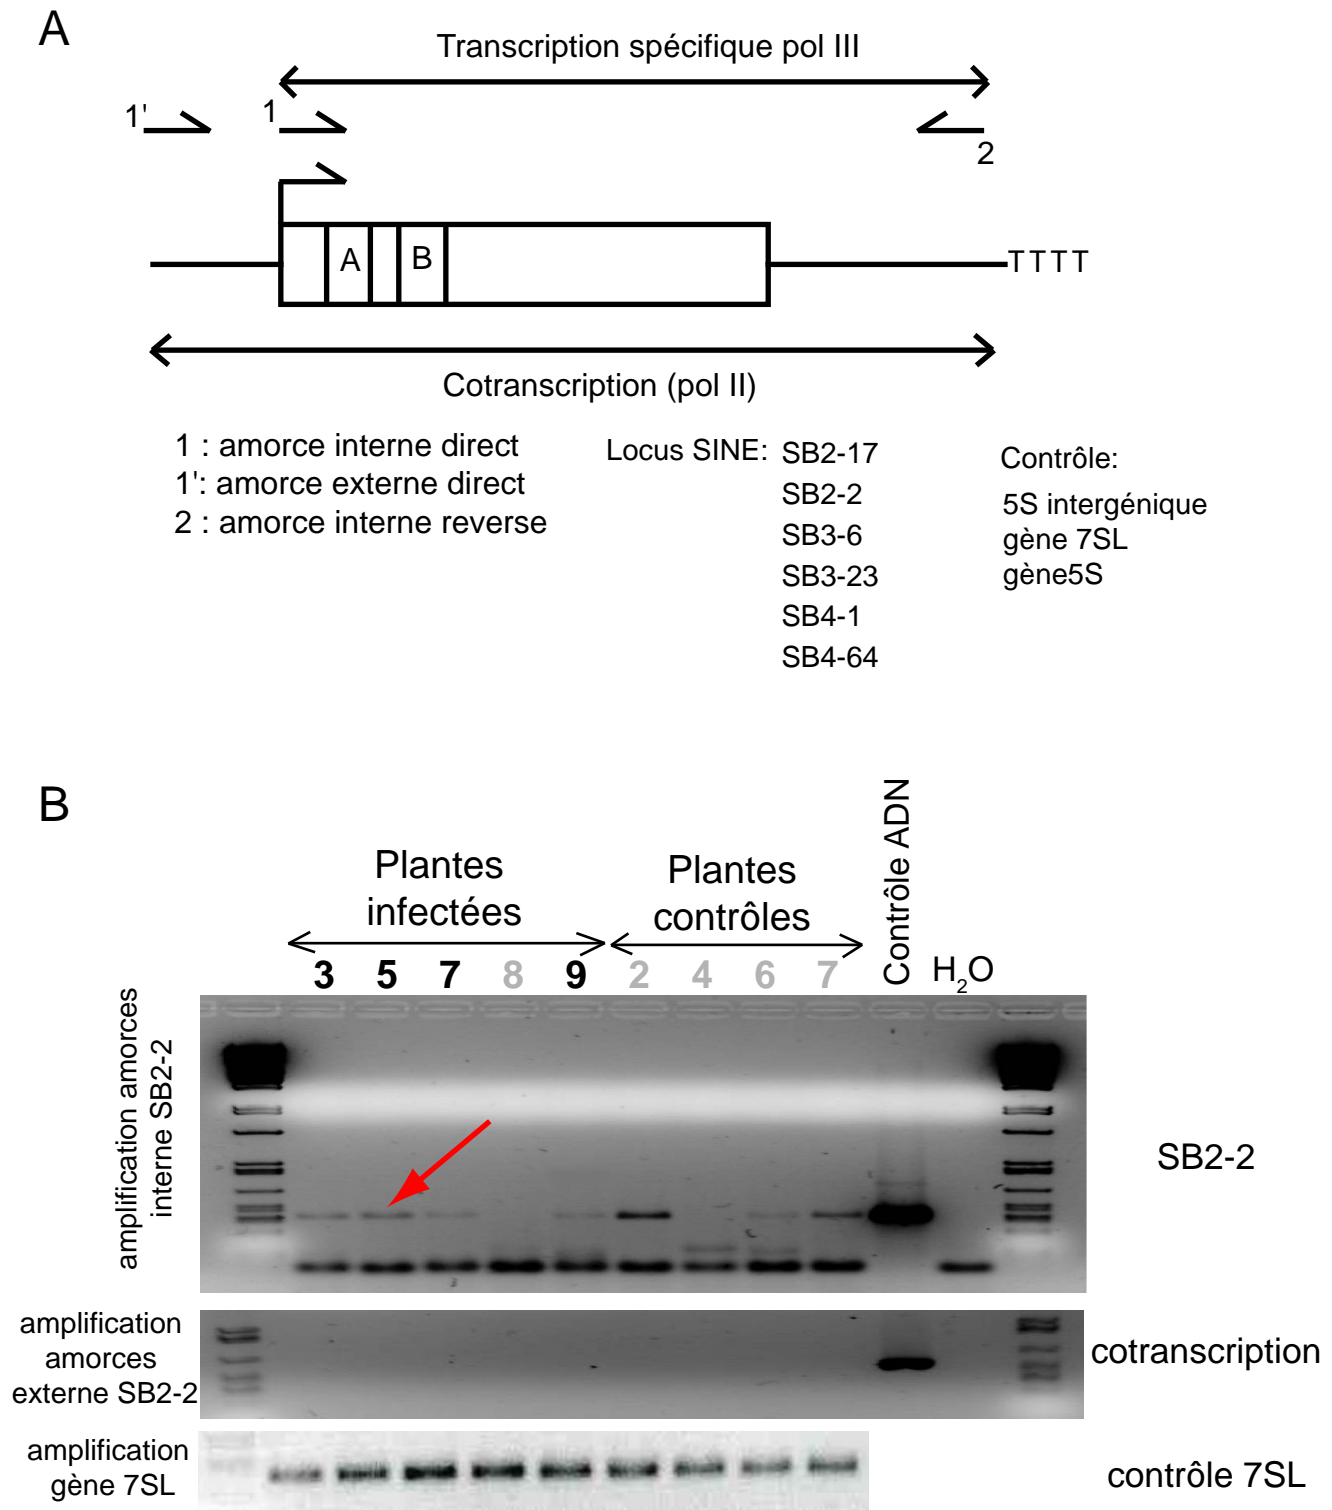 A
Transcription spécifique pol III
1'
1
2
A
B
TTTT
Cotranscription (pol II)
1 : amorce interne direct
1': amorce externe direct
2 : amorce interne reverse
Locus SINE:
SB2-17
SB2-2
SB3-6
SB3-23
SB4-1
SB4-64
Contrôle:
5S intergénique
gène 7SL
gène5S
B
Plantes
infectées
Plantes
contrôles
Contrôle ADN
H2O
3 5 7 8 9 2 4 6 7
amplification amorces
interne SB2-2
SB2-2
amplification
amorces
externe SB2-2
cotranscription
amplification
gène 7SL
contrôle 7SL